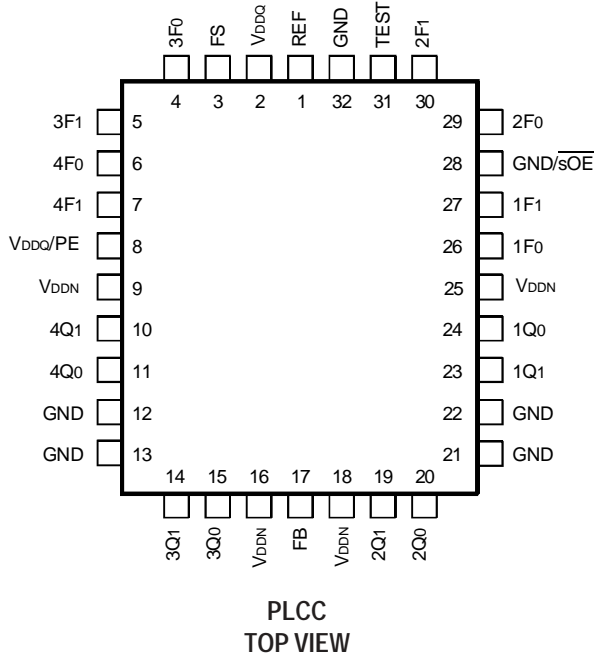 3F0 FS VDDQ REF GND TEST 2F1
4 3 2 1 32 31 30
3F1 5 29 2F0
4F0 6 28 GND/s̅O̅E̅
4F1 7 27 1F1
VDDQ/PE 8 26 1F0
VDDN 9 25 VDDN
4Q1 10 24 1Q0
4Q0 11 23 1Q1
GND 12 22 GND
GND 13 21 GND
14 15 16 17 18 19 20
3Q1 3Q0 VDDN FB VDDN 2Q1 2Q0
PLCC
TOP VIEW